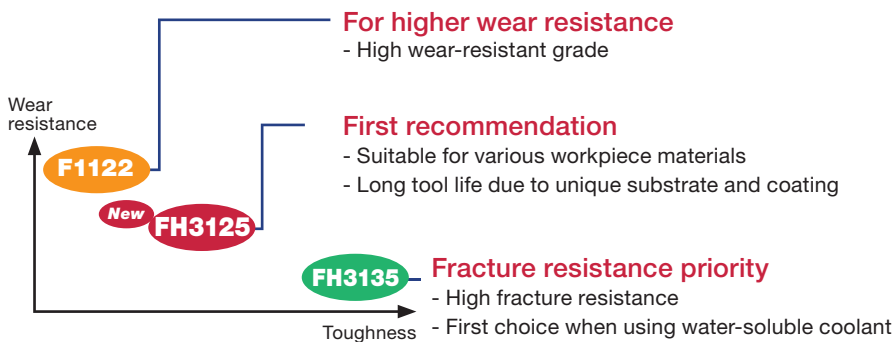 For higher wear resistance
- High wear-resistant grade
Wear
resistance
First recommendation
- Suitable for various workpiece materials
- Long tool life due to unique substrate and coating
F1122
New
FH3125
FH3135
Fracture resistance priority
- High fracture resistance
- First choice when using water-soluble coolant
Toughness